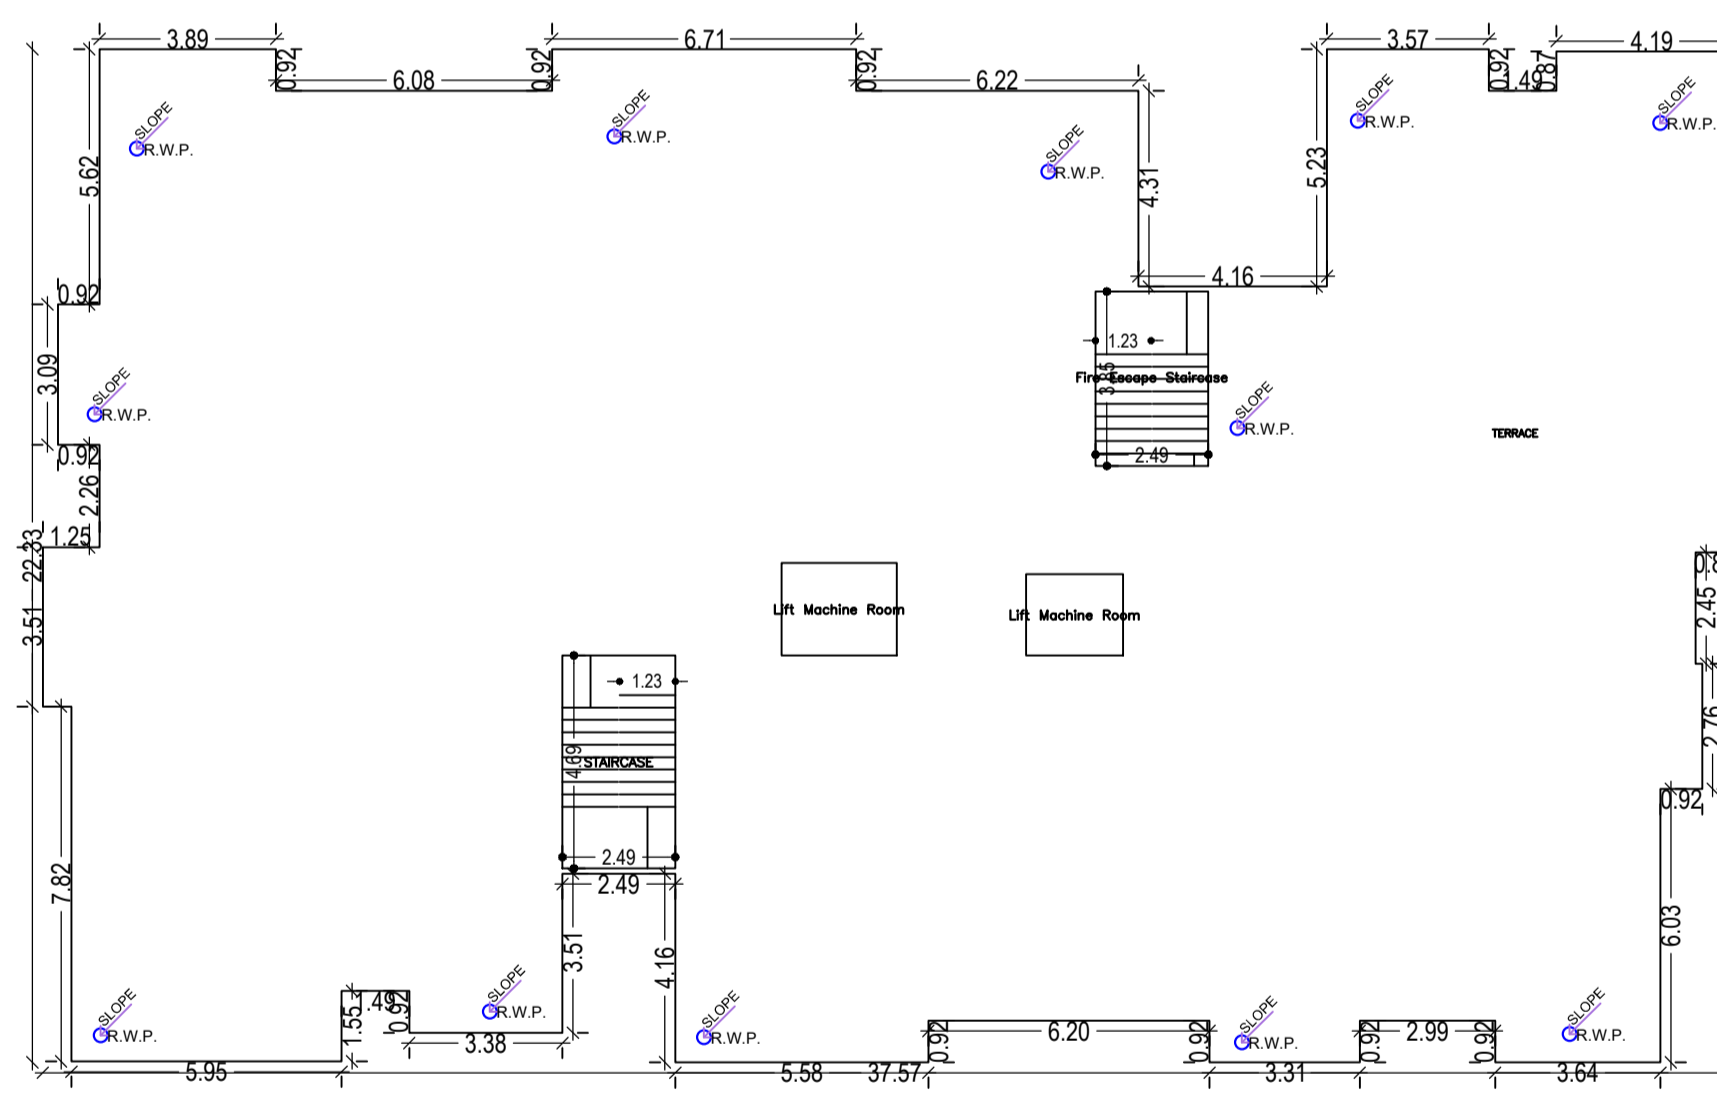 3.89
6.71
3.57
4.19
0.92
6.08
0.92
0.92
6.22
0.92
0.87
SLOPE
R.W.P.
SLOPE
R.W.P.
SLOPE
R.W.P.
SLOPE
R.W.P.
SLOPE
R.W.P.
5.62
4.31
5.23
4.16
0.92
3.09
SLOPE
R.W.P.
1.23
3.85
Fire Escape Staircase
2.49
SLOPE
R.W.P.
TERRACE
0.92
2.26
1.25
22.33
3.51
Lift Machine Room
Lift Machine Room
2.45
2.76
0.92
1.23
4.69
STAIRCASE
2.49
2.49
7.82
3.51
4.16
6.03
SLOPE
R.W.P.
1.55
0.92
SLOPE
R.W.P.
3.38
SLOPE
R.W.P.
0.92
6.20
0.92
SLOPE
R.W.P.
0.92
2.99
0.92
SLOPE
R.W.P.
5.95
5.58
37.57
3.31
3.64